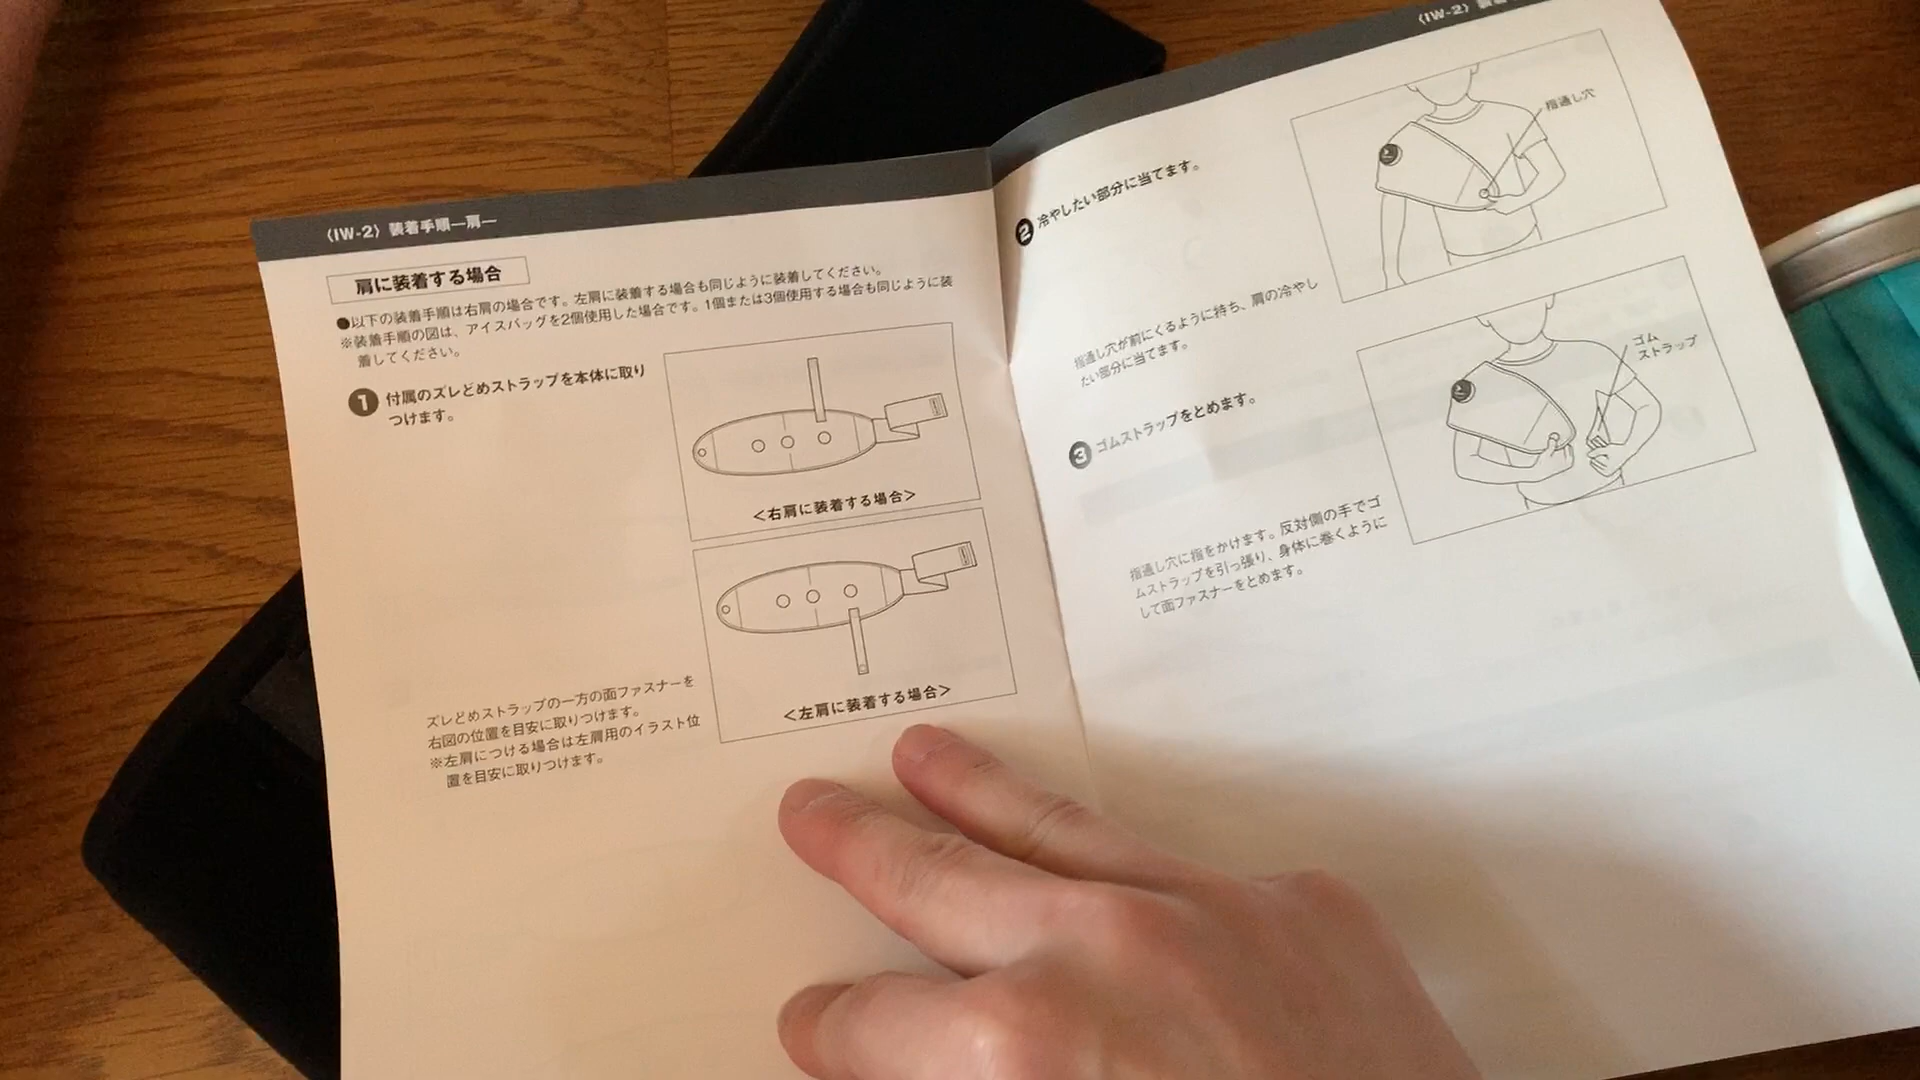 〈IW-2〉装着手順―肩―
肩に装着する場合
●以下の装着手順は右肩の場合です。左肩に装着する場合も同じように装着してください。
※装着手順の図は、アイスバッグを2個使用した場合です。1個または3個使用する場合も同じように装
着してください。
1 付属のズレどめストラップを本体に取り
つけます。
<右肩に装着する場合>
<左肩に装着する場合>
ズレどめストラップの一方の面ファスナーを
右図の位置を目安に取りつけます。
※左肩につける場合は左肩用のイラスト位
置を目安に取りつけます。
〈IW-2〉
2 冷やしたい部分に当てます。
指通し穴
指通し穴が前にくるように持ち、肩の冷やし
たい部分に当てます。
3 ゴムストラップをとめます。
ゴム
ストラップ
指通し穴に指をかけます。反対側の手でゴ
ムストラップを引っ張り、身体に巻くように
して面ファスナーをとめます。